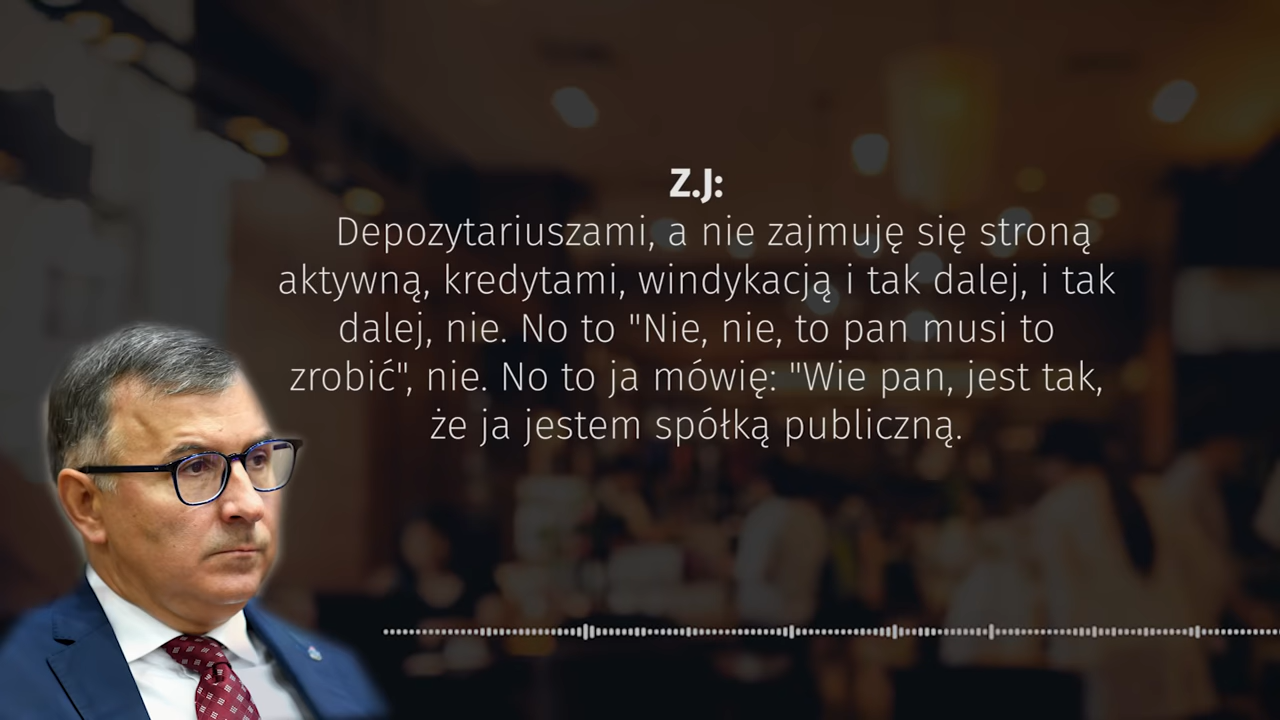 Z.J:
Depozytariuszami, a nie zajmuję się stroną
aktywną, kredytami, windykacją i tak dalej, i tak
dalej, nie. No to "Nie, nie, to pan musi to
zrobić", nie. No to ja mówię: "Wie pan, jest tak,
że ja jestem spółką publiczną.